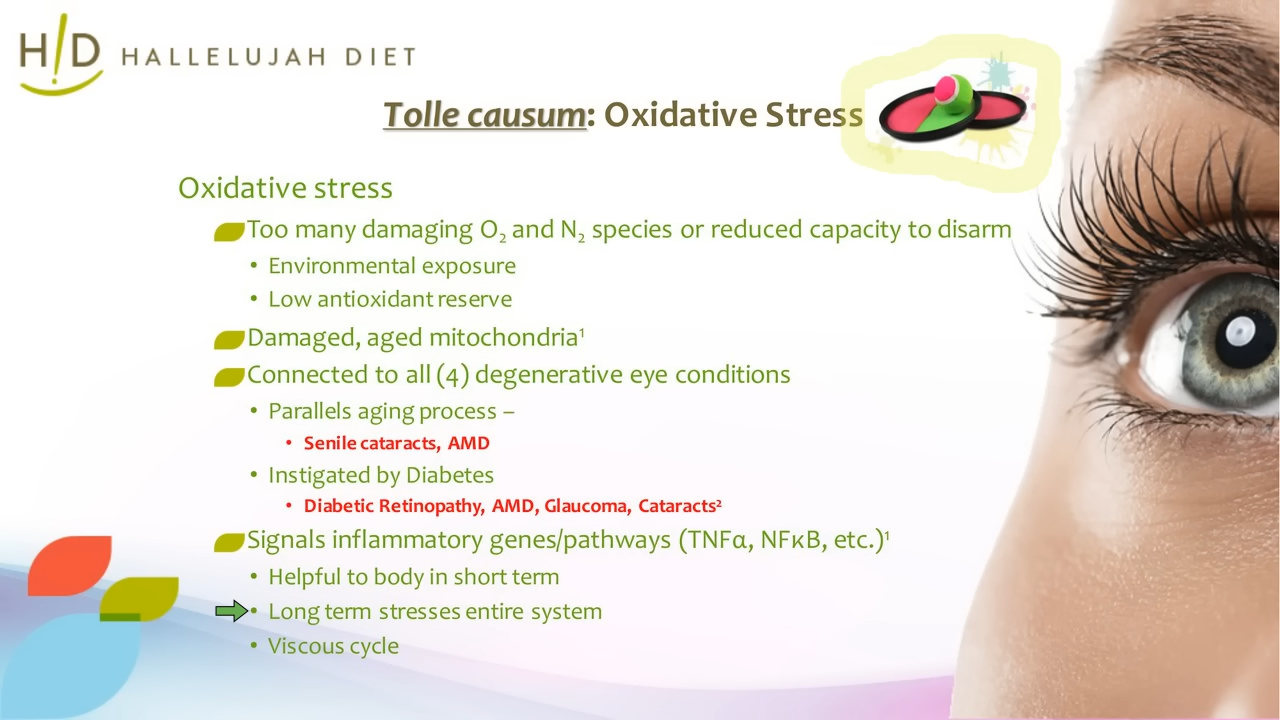 H!D HALLELUJAH DIET
Tolle causum: Oxidative Stress
Oxidative stress
Too many damaging O₂ and N₂ species or reduced capacity to disarm
• Environmental exposure
• Low antioxidant reserve
Damaged, aged mitochondria¹
Connected to all (4) degenerative eye conditions
• Parallels aging process –
• Senile cataracts, AMD
• Instigated by Diabetes
• Diabetic Retinopathy, AMD, Glaucoma, Cataracts²
Signals inflammatory genes/pathways (TNFα, NFκB, etc.)¹
• Helpful to body in short term
• Long term stresses entire system
• Viscous cycle